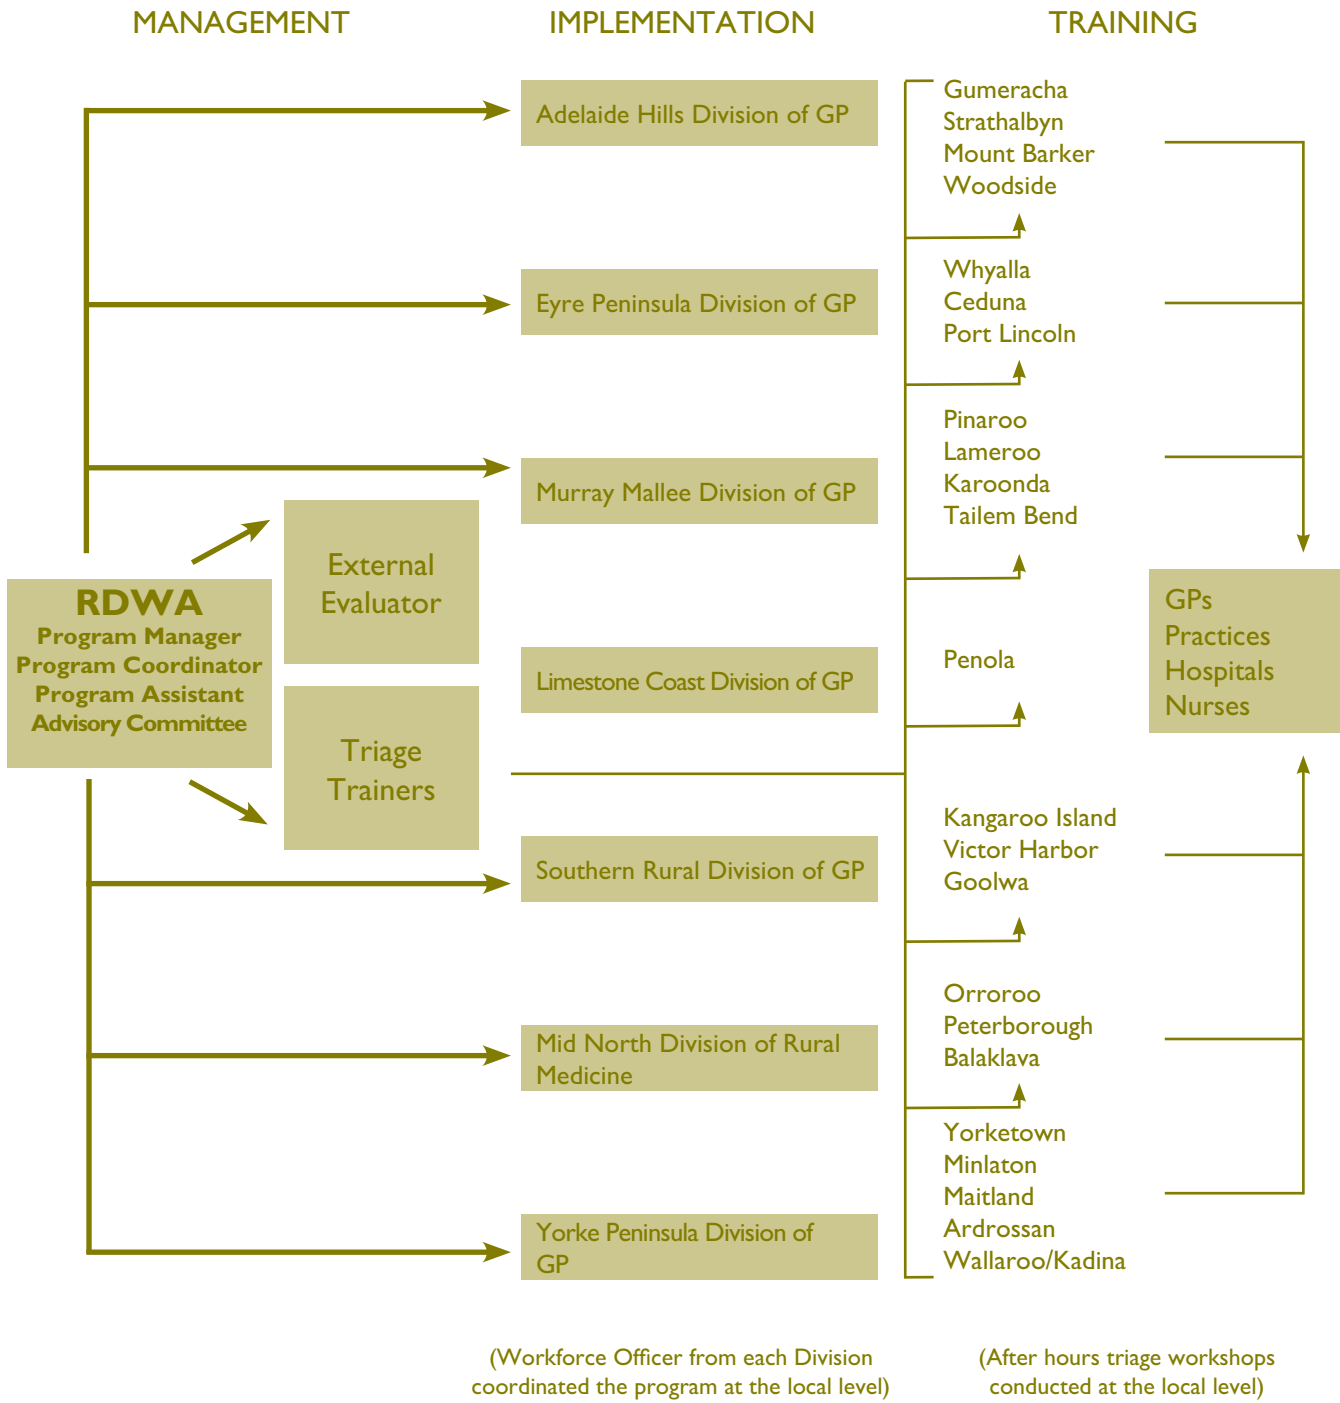 MANAGEMENT
IMPLEMENTATION
TRAINING
Adelaide Hills Division of GP
Eyre Peninsula Division of GP
Murray Mallee Division of GP
External
Evaluator
RDWA
Program Manager
Program Coordinator
Program Assistant
Advisory Committee
Triage
Trainers
Limestone Coast Division of GP
Southern Rural Division of GP
Mid North Division of Rural
Medicine
Yorke Peninsula Division of
GP
(Workforce Officer from each Division
coordinated the program at the local level)
Gumeracha
Strathalbyn
Mount Barker
Woodside
Whyalla
Ceduna
Port Lincoln
Pinaroo
Lameroo
Karoonda
Tailem Bend
Penola
Kangaroo Island
Victor Harbor
Goolwa
Orroroo
Peterborough
Balaklava
Yorketown
Minlaton
Maitland
Ardrossan
Wallaroo/Kadina
(After hours triage workshops
conducted at the local level)
GPs
Practices
Hospitals
Nurses